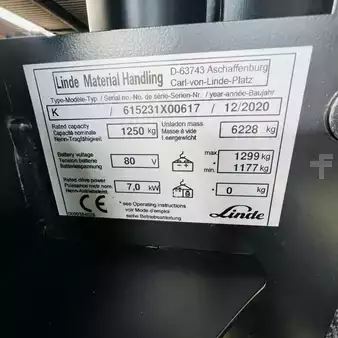 Linde Material Handling
D-63743 Aschaffenburg
Carl-von-Linde-Platz
Type-Modèle-Typ / Serial no.-No. de série-Serien-Nr. / year-année-Baujahr
K / 615231X00617 / 12/2020
Rated capacity
Capacité nominale
Nenn-Tragfähigkeit
1250 kg
Unladen mass
Masse à vide
Leergewicht
6228 kg
Battery voltage
Tension batterie
Batteriespannung
80 V
max 1299 kg
min 1177 kg
Rated drive power
Puissance motr nom
7,0 kW
* 0 kg
CE
* see Operating instructions
voir Mode d'emploi
siehe Betriebsanleitung
Linde